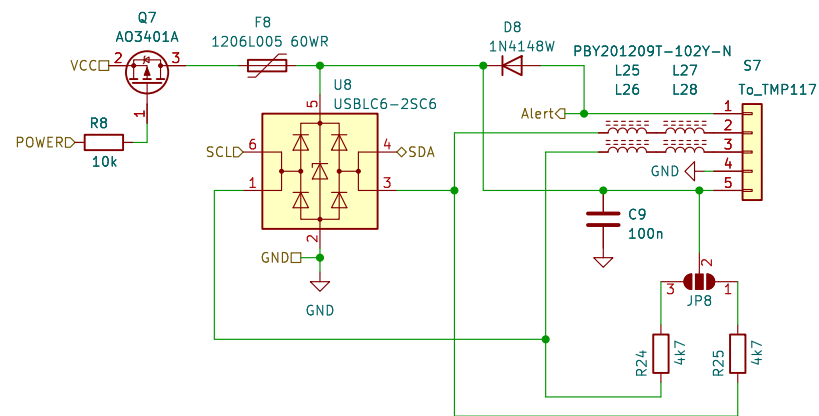 Q7
AO3401A
VCC
2
3
1
POWER
R8
10k
F8
1206L005 60WR
U8
USBLC6-2SC6
5
SCL
6
4
SDA
1
3
2
GND
GND
D8
1N4148W
PBY201209T-102Y-N
L25
L27
L26
L28
Alert
S7
To_TMP117
1
2
3
4
5
GND
C9
100n
2
3
1
JP8
R24
4k7
R25
4k7